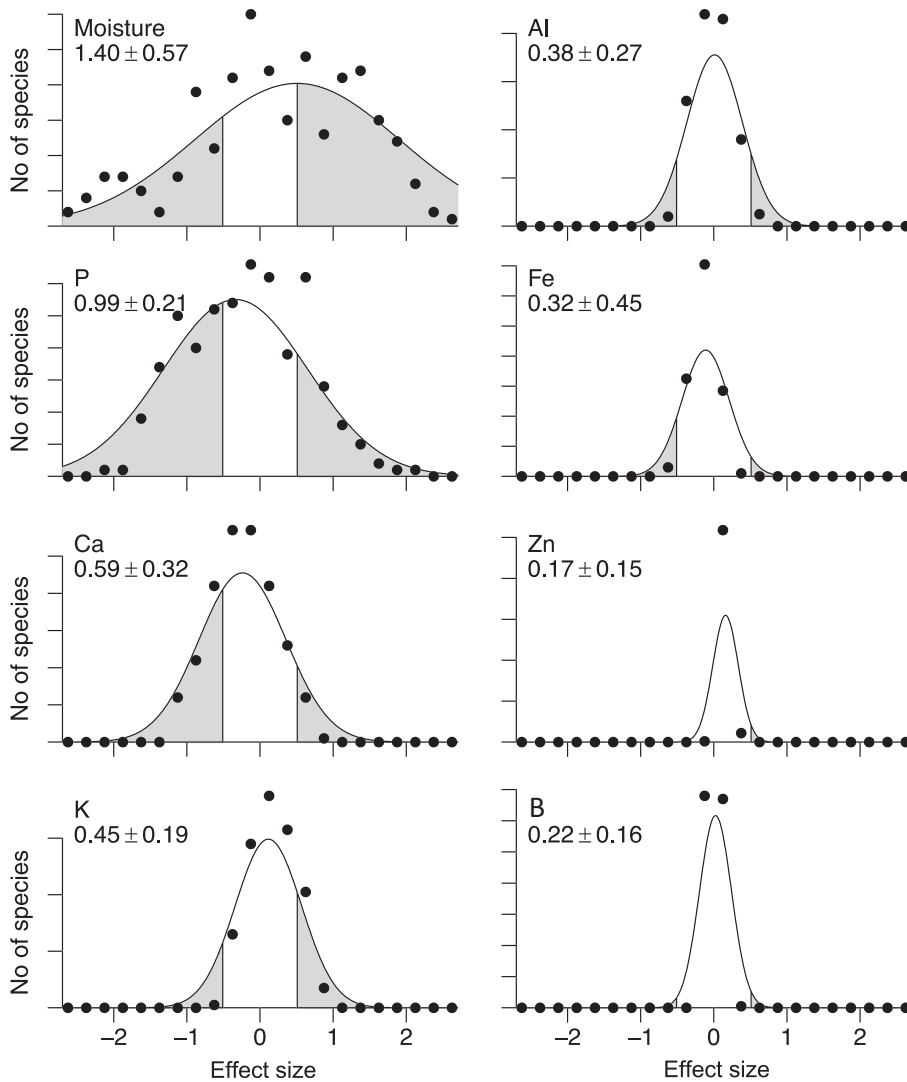 Moisture
1.40 ± 0.57
No of species
Al
0.38 ± 0.27
P
0.99 ± 0.21
No of species
Fe
0.32 ± 0.45
Ca
0.59 ± 0.32
No of species
Zn
0.17 ± 0.15
K
0.45 ± 0.19
No of species
B
0.22 ± 0.16
−2 −1 0 1 2
Effect size
−2 −1 0 1 2
Effect size